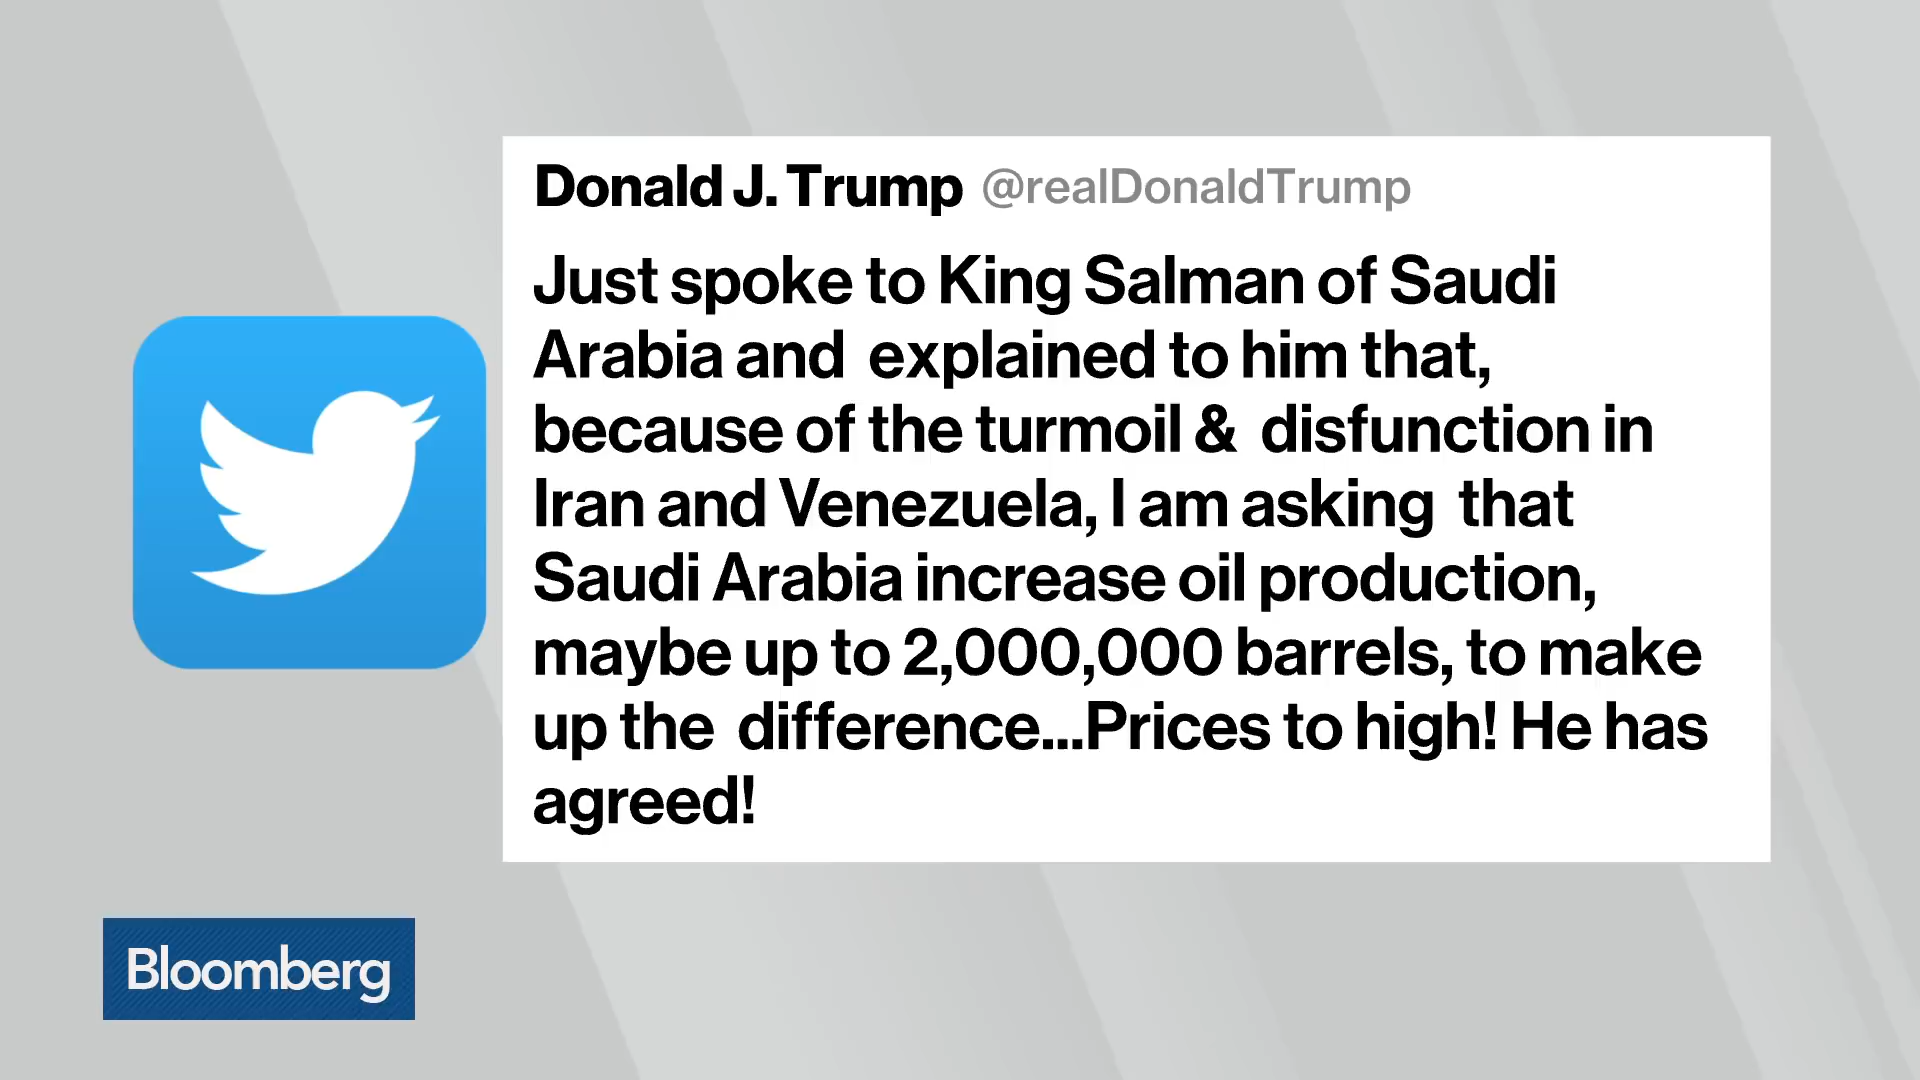 Donald J. Trump @realDonaldTrump
Just spoke to King Salman of Saudi
Arabia and  explained to him that,
because of the turmoil &  disfunction in
Iran and Venezuela, I am asking  that
Saudi Arabia increase oil production,
maybe up to 2,000,000 barrels, to make
up the  difference...Prices to high! He has
agreed!
Bloomberg